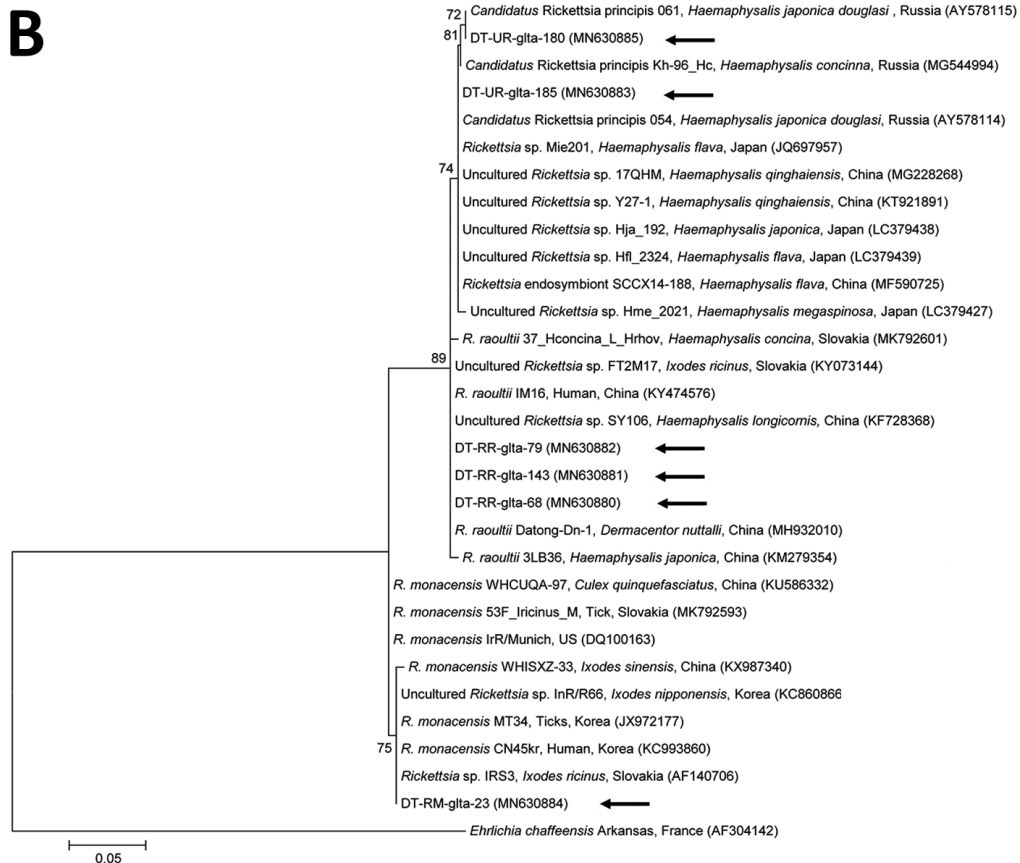 B
72
Candidatus Rickettsia principis 061, Haemaphysalis japonica douglasi , Russia (AY578115)
81
DT-UR-glta-180 (MN630885)
Candidatus Rickettsia principis Kh-96_Hc, Haemaphysalis concinna, Russia (MG544994)
DT-UR-glta-185 (MN630883)
Candidatus Rickettsia principis 054, Haemaphysalis japonica douglasi, Russia (AY578114)
Rickettsia sp. Mie201, Haemaphysalis flava, Japan (JQ697957)
74
Uncultured Rickettsia sp. 17QHM, Haemaphysalis qinghaiensis, China (MG228268)
Uncultured Rickettsia sp. Y27-1, Haemaphysalis qinghaiensis, China (KT921891)
Uncultured Rickettsia sp. Hja_192, Haemaphysalis japonica, Japan (LC379438)
Uncultured Rickettsia sp. Hfl_2324, Haemaphysalis flava, Japan (LC379439)
Rickettsia endosymbiont SCCX14-188, Haemaphysalis flava, China (MF590725)
Uncultured Rickettsia sp. Hme_2021, Haemaphysalis megaspinosa, Japan (LC379427)
R. raoultii 37_Hconcina_L_Hrhov, Haemaphysalis concina, Slovakia (MK792601)
89
Uncultured Rickettsia sp. FT2M17, Ixodes ricinus, Slovakia (KY073144)
R. raoultii IM16, Human, China (KY474576)
Uncultured Rickettsia sp. SY106, Haemaphysalis longicornis, China (KF728368)
DT-RR-glta-79 (MN630882)
DT-RR-glta-143 (MN630881)
DT-RR-glta-68 (MN630880)
R. raoultii Datong-Dn-1, Dermacentor nuttalli, China (MH932010)
R. raoultii 3LB36, Haemaphysalis japonica, China (KM279354)
R. monacensis WHCUQA-97, Culex quinquefasciatus, China (KU586332)
R. monacensis 53F_Iricinus_M, Tick, Slovakia (MK792593)
R. monacensis IrR/Munich, US (DQ100163)
R. monacensis WHISXZ-33, Ixodes sinensis, China (KX987340)
Uncultured Rickettsia sp. InR/R66, Ixodes nipponensis, Korea (KC860866
R. monacensis MT34, Ticks, Korea (JX972177)
75
R. monacensis CN45kr, Human, Korea (KC993860)
Rickettsia sp. IRS3, Ixodes ricinus, Slovakia (AF140706)
DT-RM-glta-23 (MN630884)
Ehrlichia chaffeensis Arkansas, France (AF304142)
0.05